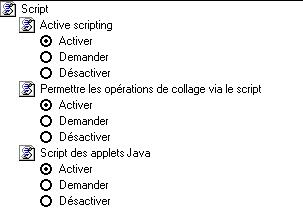 Script
Active scripting
Activer
Demander
Désactiver
Permettre les opérations de collage via le script
Activer
Demander
Désactiver
Script des applets Java
Activer
Demander
Désactiver